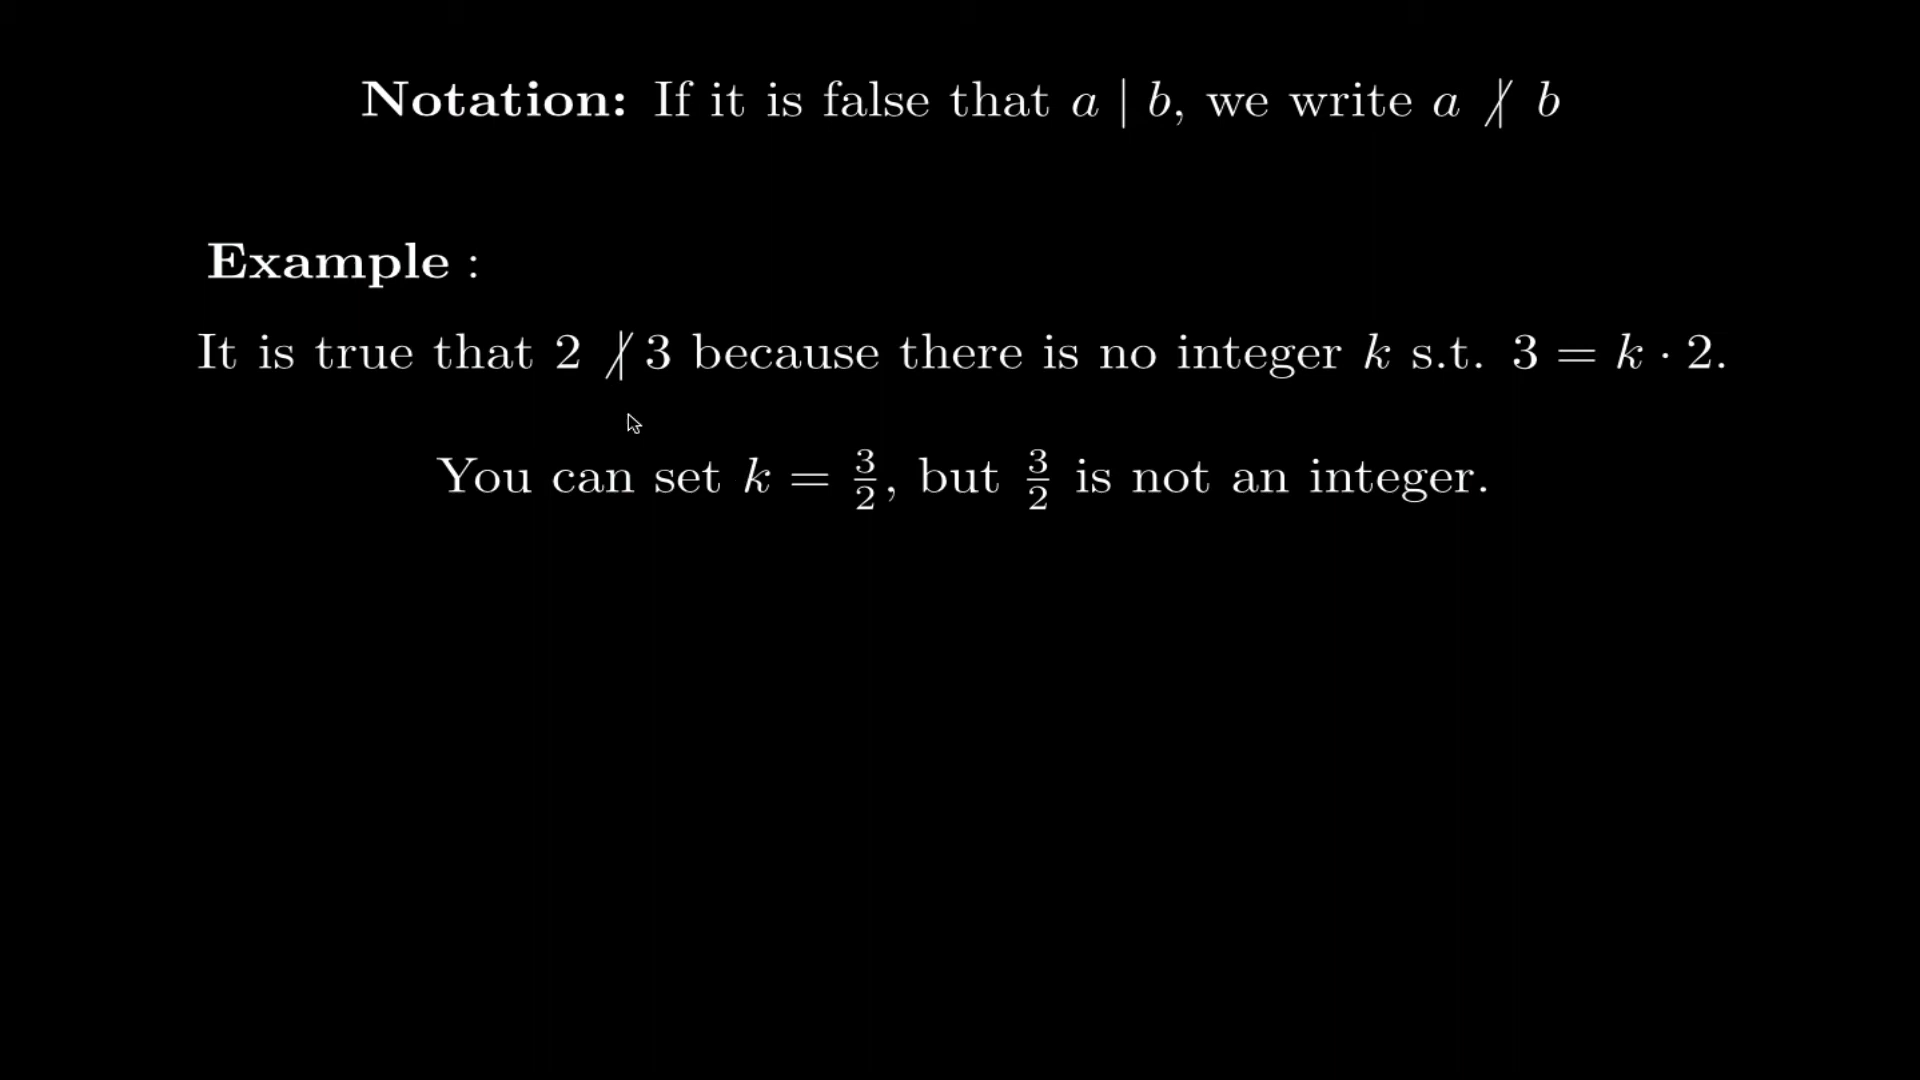 Notation: If it is false that a | b, we write a ∤ b
Example :
It is true that 2 ∤ 3 because there is no integer k s.t. 3 = k · 2.
You can set k = 3/2, but 3/2 is not an integer.